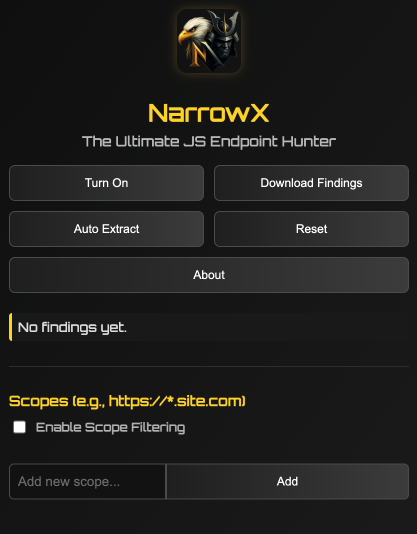 N
NarrowX
The Ultimate JS Endpoint Hunter
Turn On
Download Findings
Auto Extract
Reset
About
No findings yet.
Scopes (e.g., https://*.site.com)
Enable Scope Filtering
Add new scope...
Add